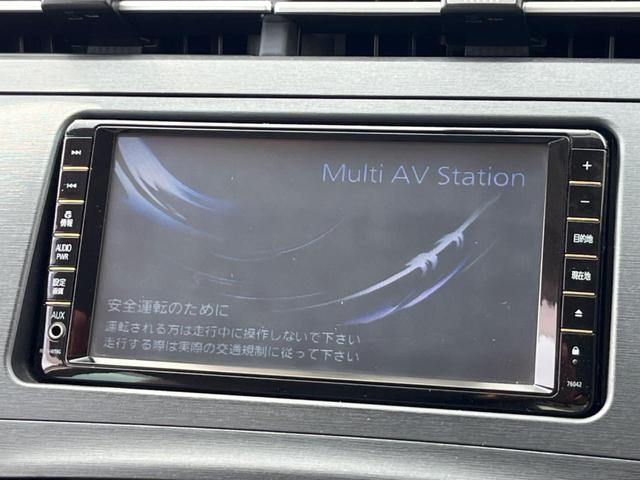 Multi AV Station
安全運転のために
運転される方は走行中に操作しないで下さい
走行する際は実際の交通規制に従って下さい
情報
AUDIO
PWR
設定
画質
AUX
+
−
目的地
現在地
76042